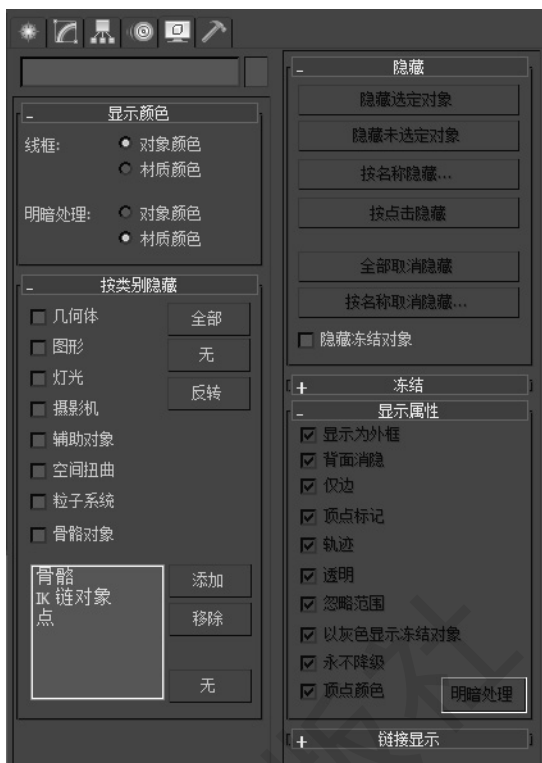 显示颜色
线框:
对象颜色
材质颜色
明暗处理:
对象颜色
材质颜色
按类别隐藏
几何体
全部
图形
无
灯光
反转
摄影机
辅助对象
空间扭曲
粒子系统
骨骼对象
骨骼
IK 链对象
点
添加
移除
无
隐藏
隐藏选定对象
隐藏未选定对象
按名称隐藏...
按点击隐藏
全部取消隐藏
按名称取消隐藏...
隐藏冻结对象
冻结
显示属性
显示为外框
背面消隐
仅边
顶点标记
轨迹
透明
忽略范围
以灰色显示冻结对象
永不降级
顶点颜色
明暗处理
链接显示